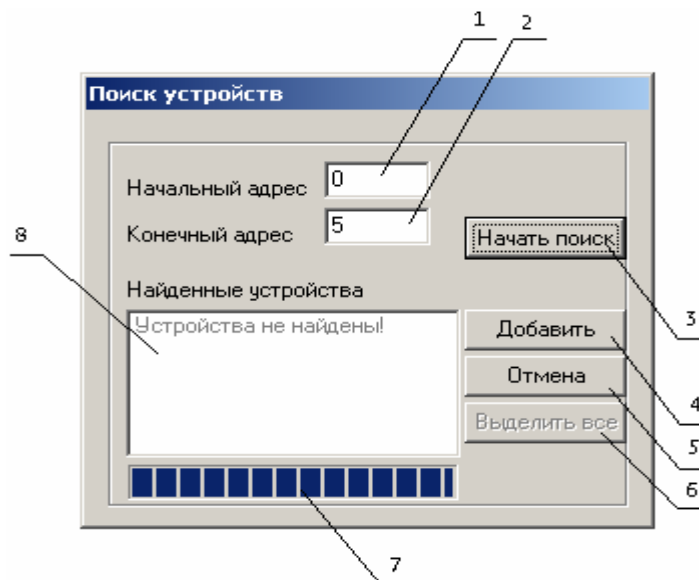 1 2
Поиск устройств
Начальный адрес 0
Конечный адрес 5
8
Начать поиск
Найденные устройства
3
Устройства не найдены!
Добавить
Отмена
4
Выделить все
5
6
7